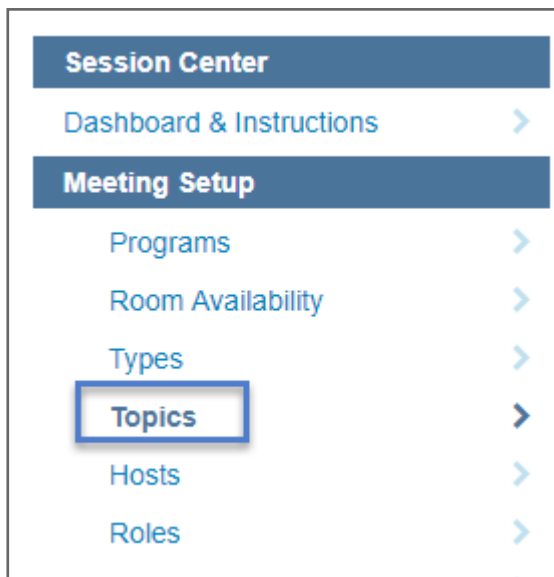 Session Center
Dashboard & Instructions
Meeting Setup
Programs
Room Availability
Types
Topics
Hosts
Roles